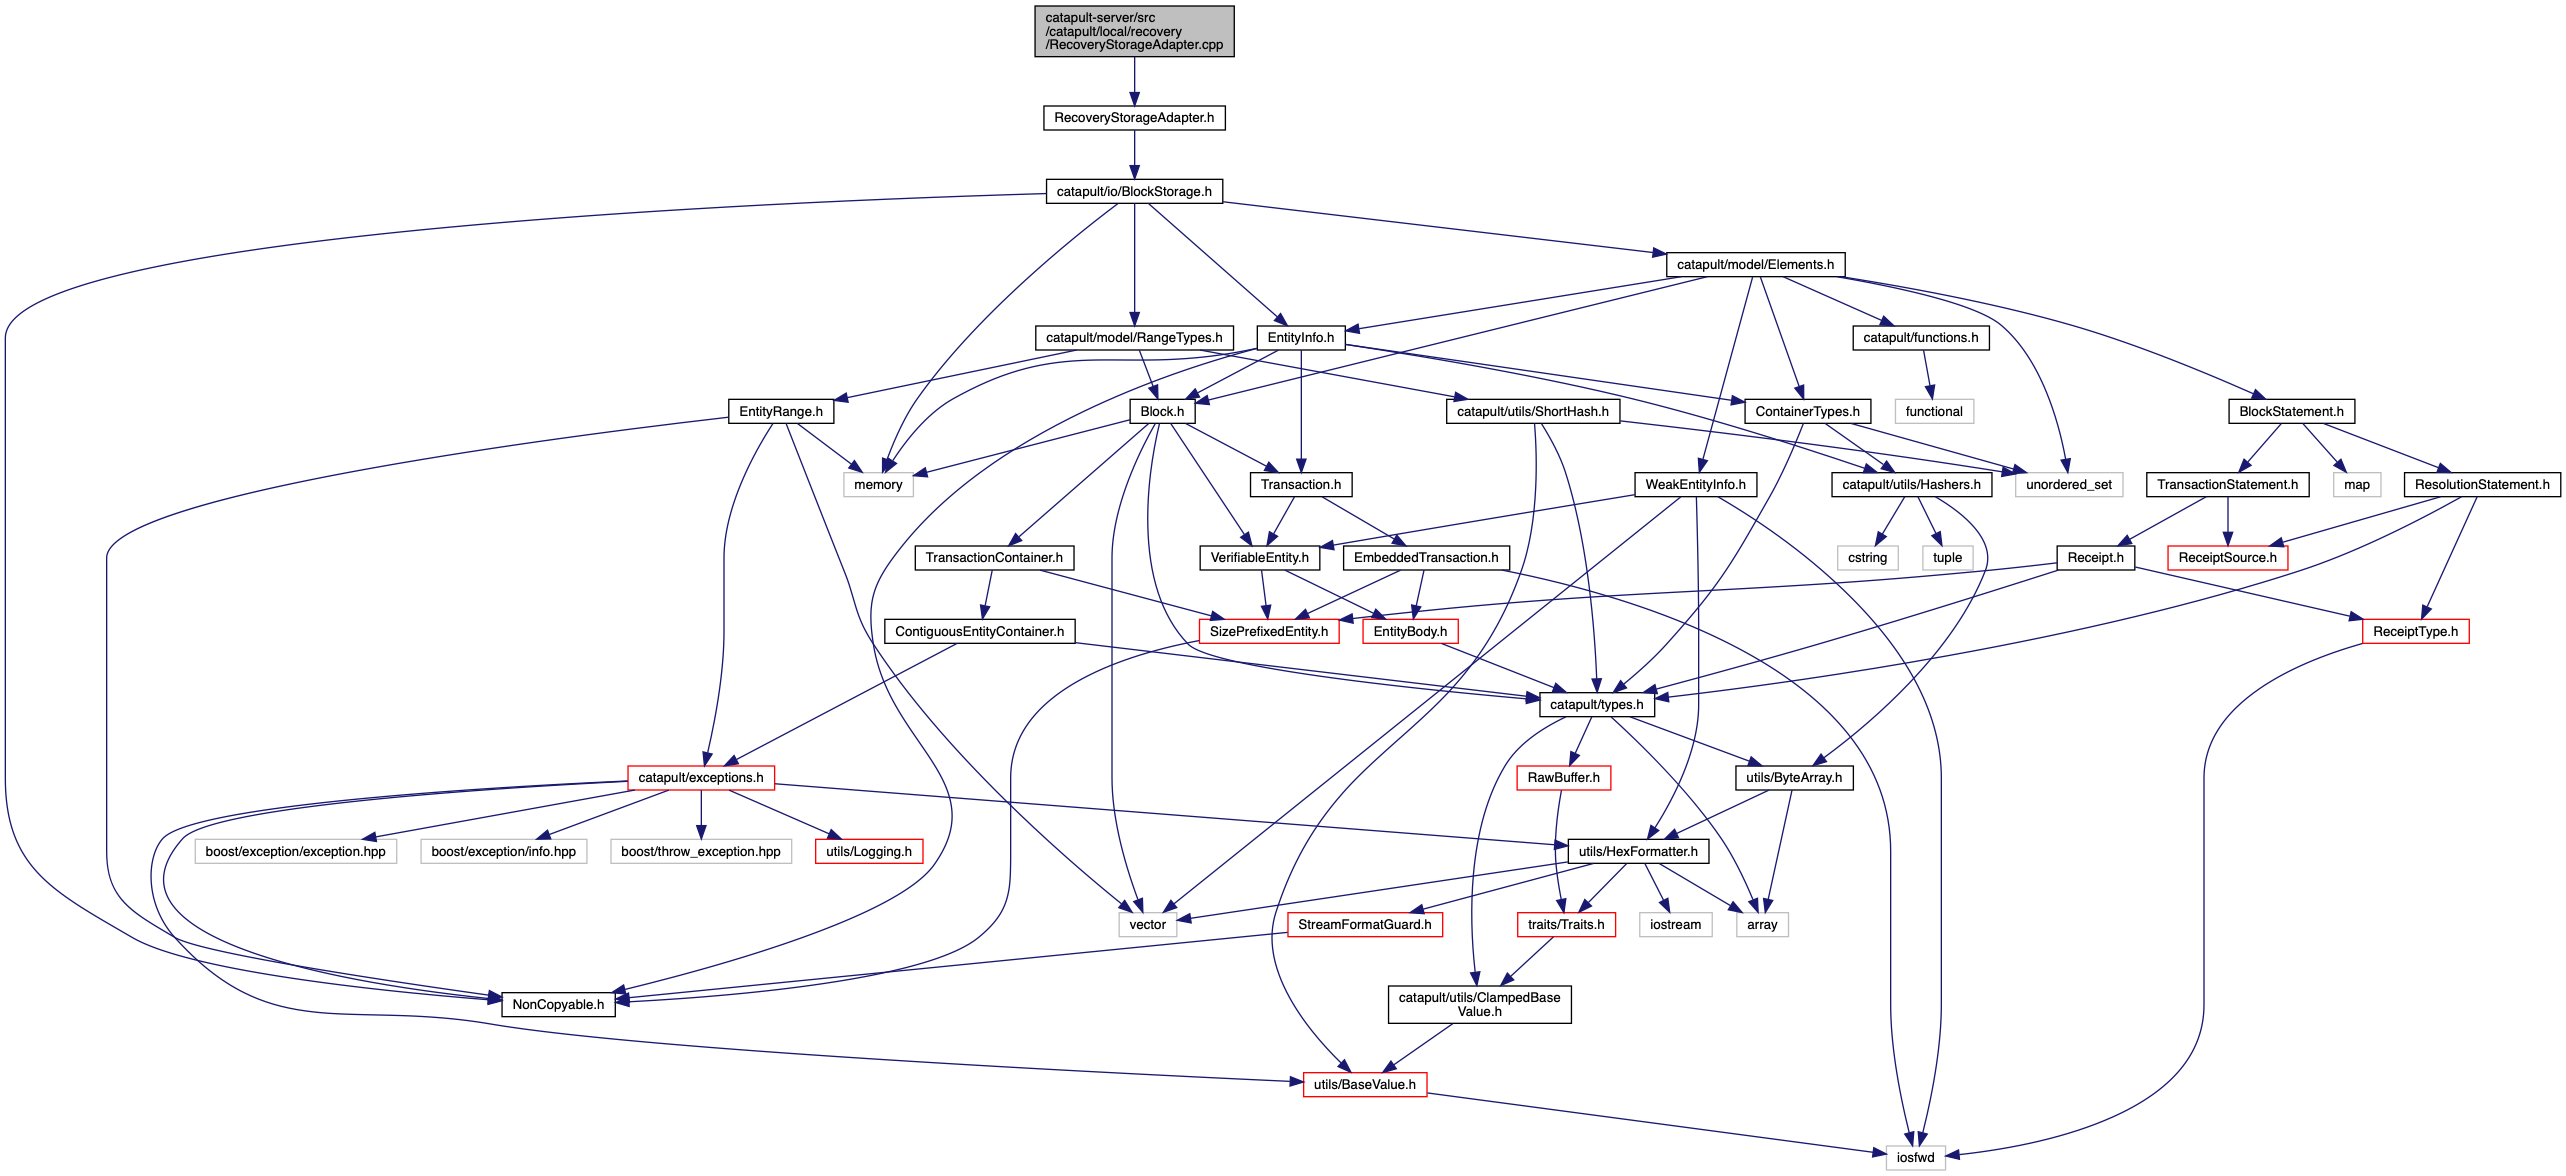 catapult-server/src
/catapult/local/recovery
/RecoveryStorageAdapter.cpp
RecoveryStorageAdapter.h
catapult/io/BlockStorage.h
catapult/model/Elements.h
catapult/model/RangeTypes.h
EntityInfo.h
catapult/functions.h
EntityRange.h
Block.h
catapult/utils/ShortHash.h
ContainerTypes.h
functional
BlockStatement.h
memory
Transaction.h
WeakEntityInfo.h
catapult/utils/Hashers.h
unordered_set
TransactionStatement.h
map
ResolutionStatement.h
TransactionContainer.h
VerifiableEntity.h
EmbeddedTransaction.h
cstring
tuple
Receipt.h
ReceiptSource.h
ContiguousEntityContainer.h
SizePrefixedEntity.h
EntityBody.h
ReceiptType.h
catapult/types.h
catapult/exceptions.h
RawBuffer.h
utils/ByteArray.h
boost/exception/exception.hpp
boost/exception/info.hpp
boost/throw_exception.hpp
utils/Logging.h
utils/HexFormatter.h
vector
StreamFormatGuard.h
traits/Traits.h
iostream
array
NonCopyable.h
catapult/utils/ClampedBase
Value.h
utils/BaseValue.h
iosfwd